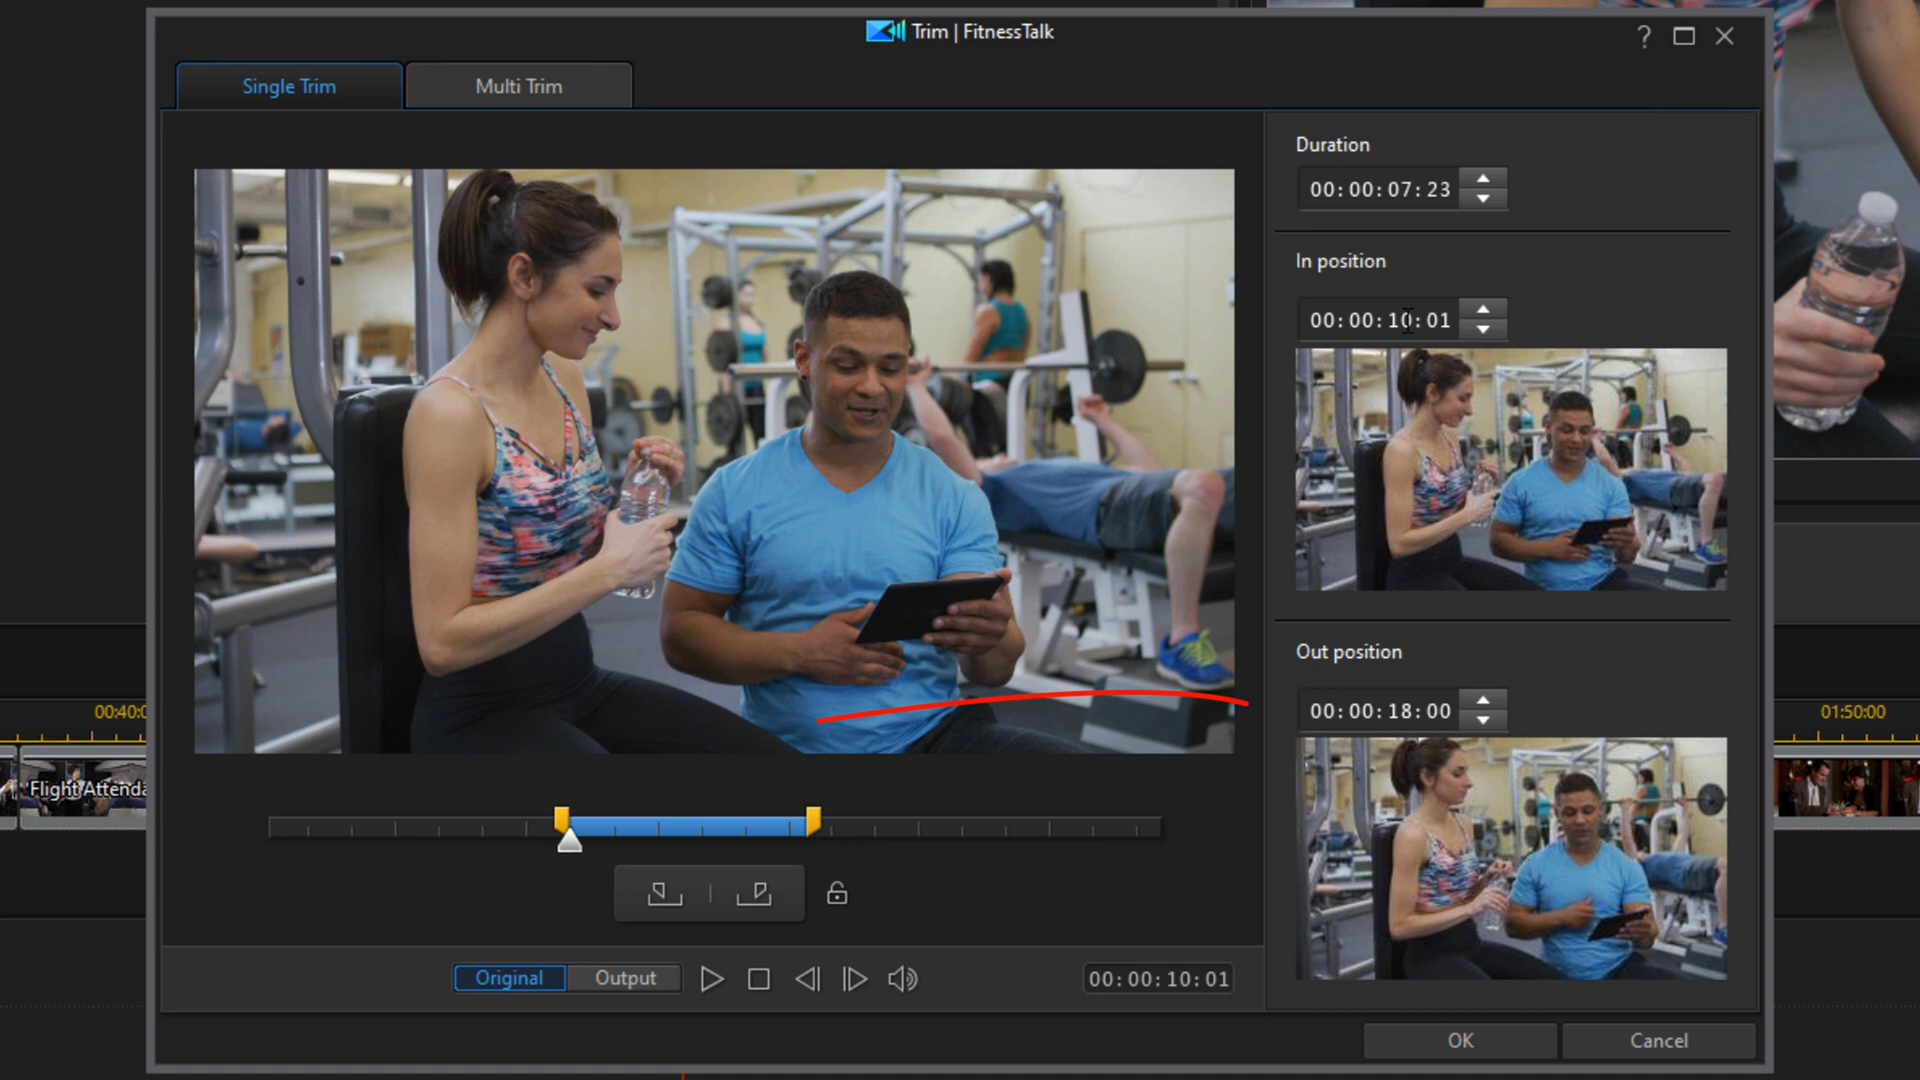 Trim | FitnessTalk
?
Single Trim
Multi Trim
Duration
00:00:07:23
In position
00:00:10:01
Out position
00:00:18:00
00:40:0
Flight Attenda
01:50:00
Original
Output
00:00:10:01
OK
Cancel